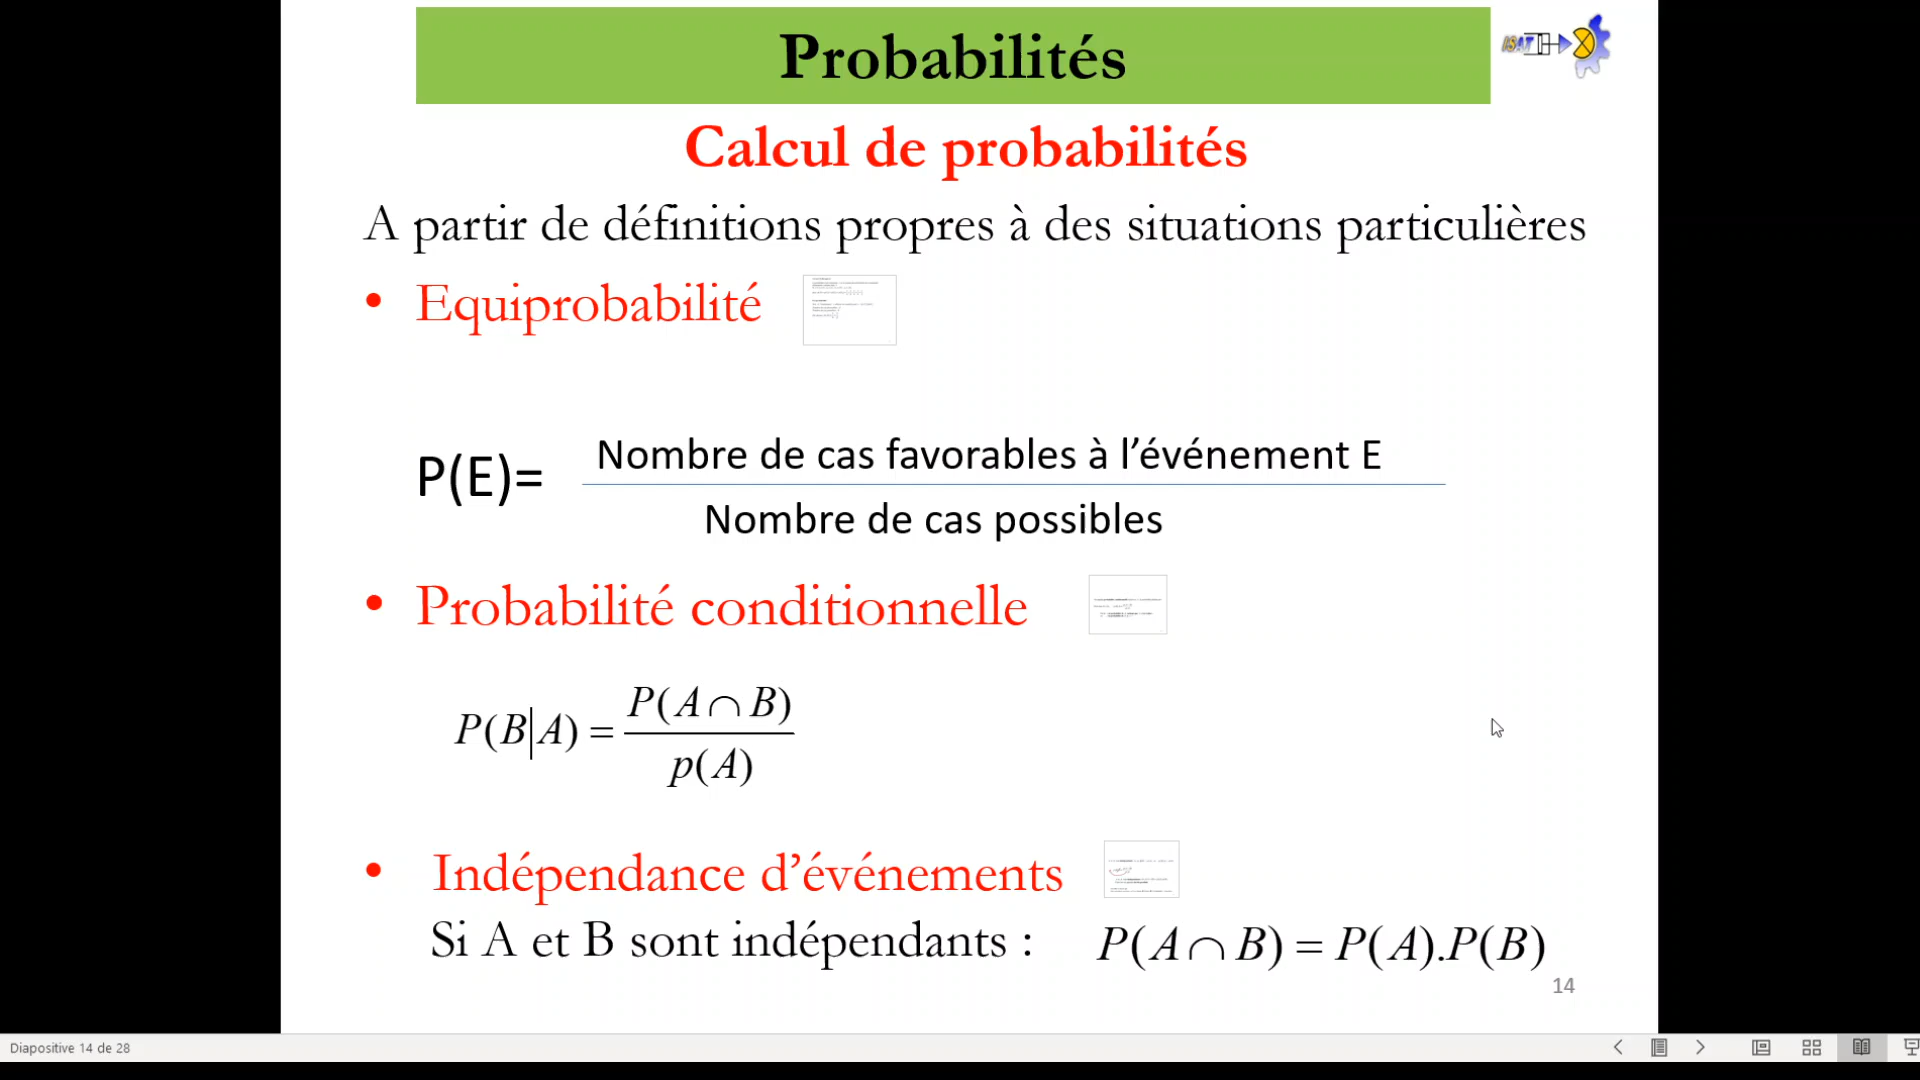 Probabilités
ISAT
Calcul de probabilités
A partir de définitions propres à des situations particulières
• Equiprobabilité
P(E)= Nombre de cas favorables à l’événement E
Nombre de cas possibles
• Probabilité conditionnelle
P(B|A) = P(A∩B)
p(A)
• Indépendance d’événements
Si A et B sont indépendants : P(A∩B) = P(A).P(B)
14
Diapositive 14 de 28